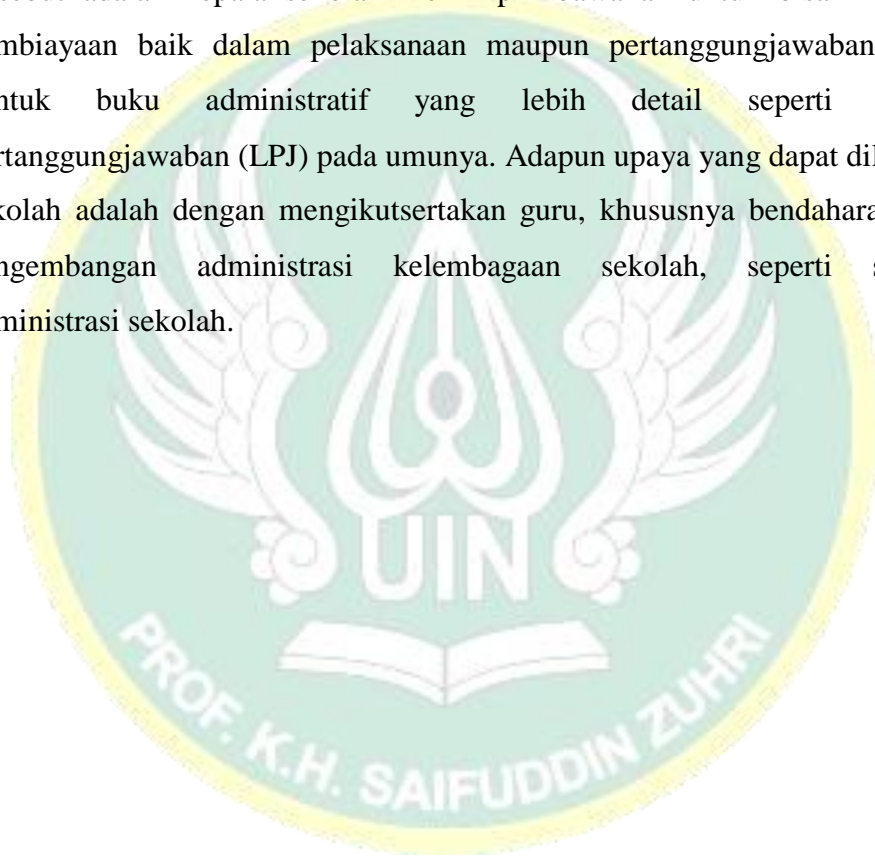 adalah
mbiayaan baik dalam pelaksanaan maupun pertanggungjawaban
ntuk buku administratif yang lebih detail seperti
rtanggungjawaban (LPJ) pada umunya. Adapun upaya yang dapat
kolah adalah dengan mengikutsertakan guru, khususnya bendahara
ngembangan administrasi kelembagaan sekolah, seperti
ministrasi sekolah.
UIN
PROF. K.H. SAIFUDDIN ZUHRI